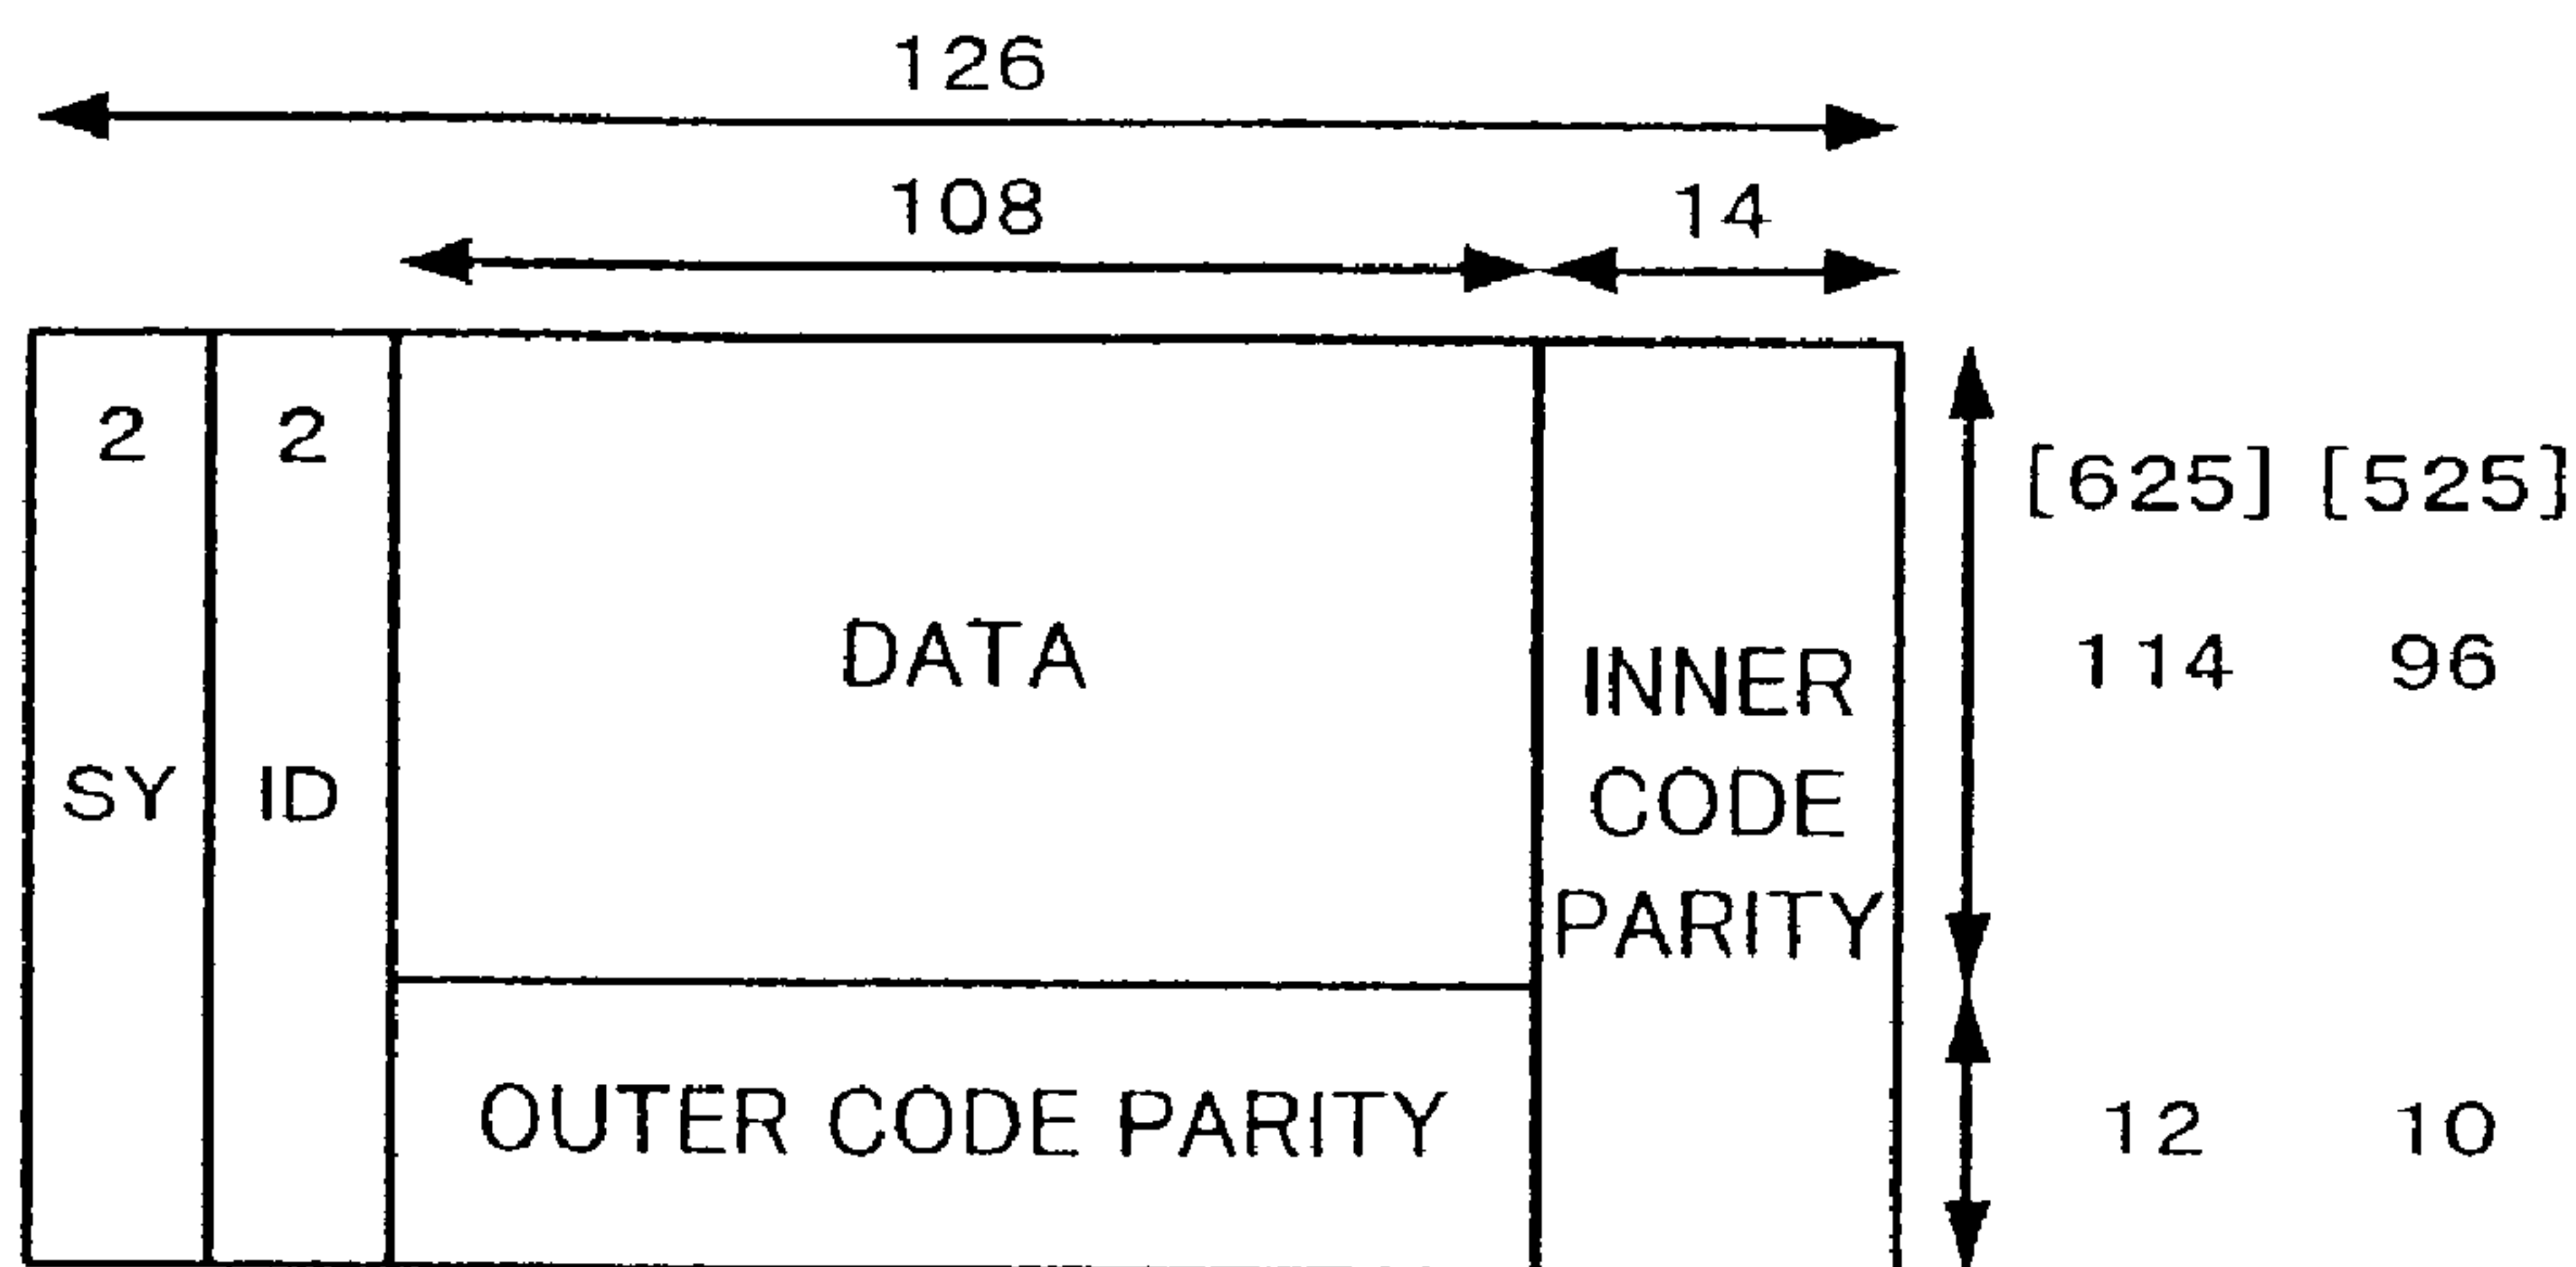 126
108 14
2 2
[625] [525]
DATA
114 96
INNER
CODE
PARITY
SY ID
OUTER CODE PARITY
12 10